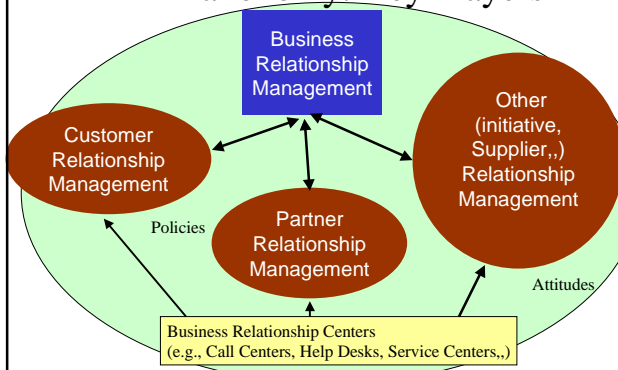 Business
Relationship
Management
Customer
Relationship
Management
Other
(initiative,
Supplier,,)
Relationship
Management
Policies
Partner
Relationship
Management
Attitudes
Business Relationship Centers
(e.g., Call Centers, Help Desks, Service Centers,,)